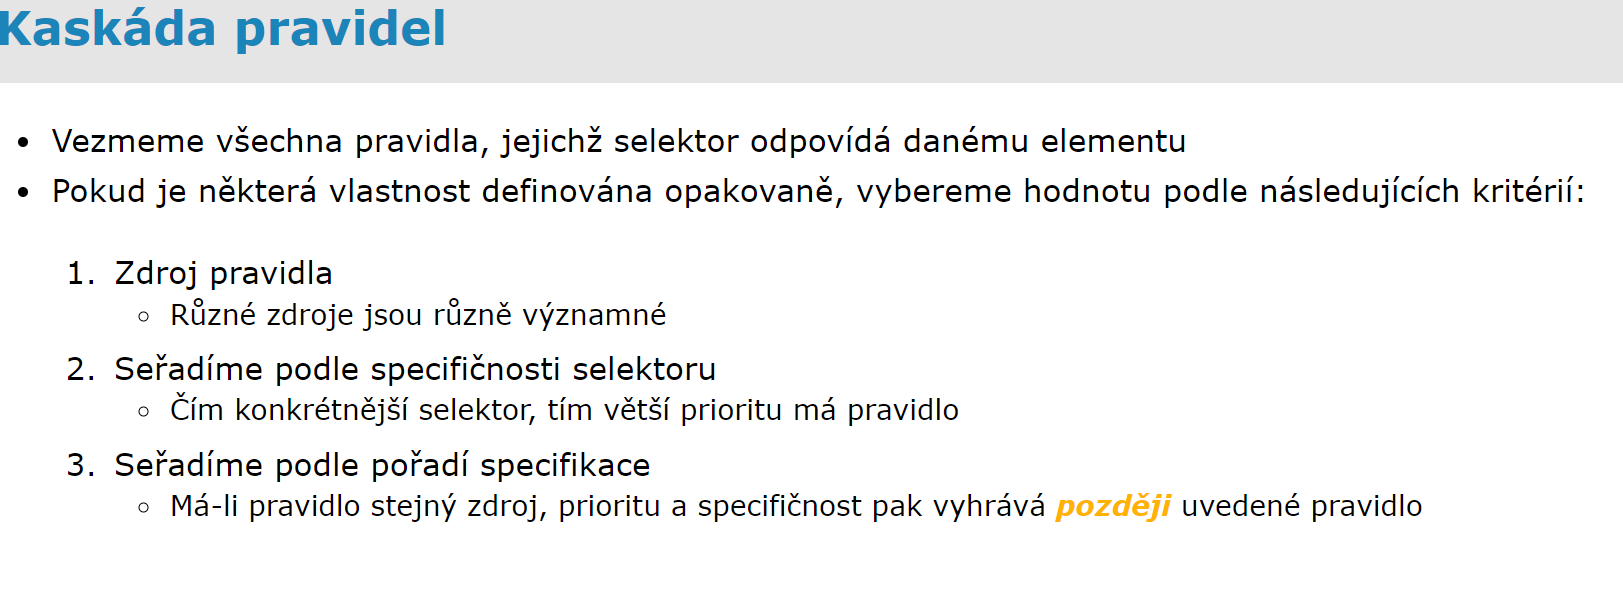 Kaskáda pravidel
• Vezmeme všechna pravidla, jejichž selektor odpovídá danému elementu
• Pokud je některá vlastnost definována opakovaně, vybereme hodnotu podle následujících kritérií:
1. Zdroj pravidla
○ Různé zdroje jsou různě významné
2. Seřadíme podle specifičnosti selektoru
○ Čím konkrétnější selektor, tím větší prioritu má pravidlo
3. Seřadíme podle pořadí specifikace
○ Má-li pravidlo stejný zdroj, prioritu a specifičnost pak vyhrává později uvedené pravidlo